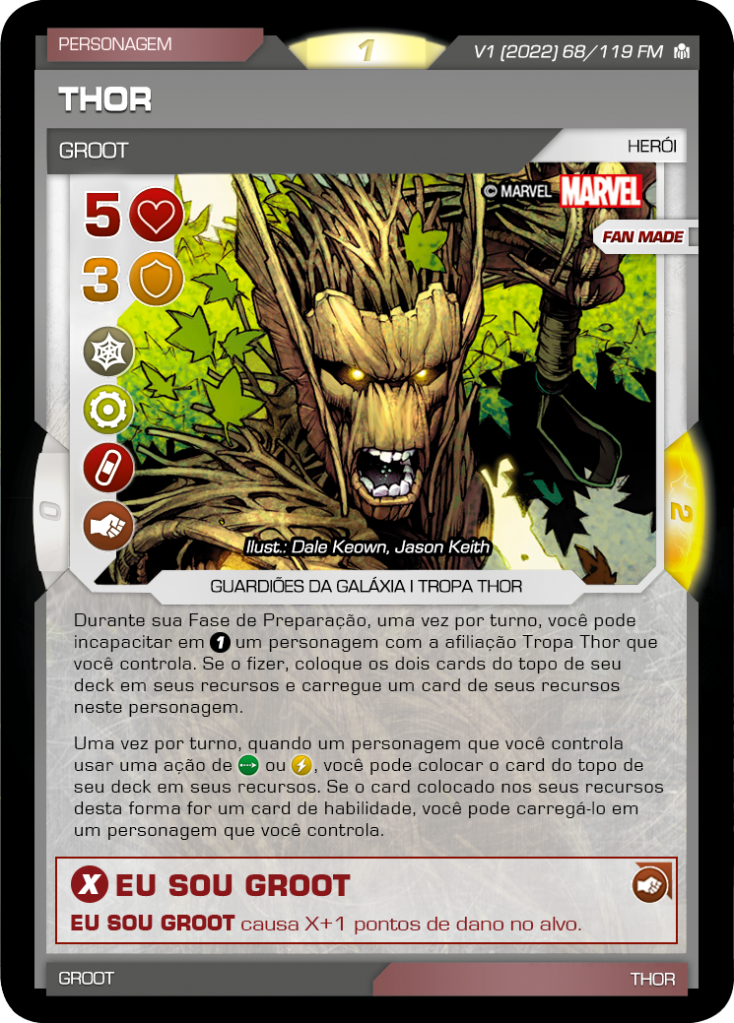 PERSONAGEM
1
V1 (2022) 68/119 FM
THOR
GROOT
HERÓI
5
© MARVEL MARVEL
FAN MADE
3
0
2
Ilust.: Dale Keown, Jason Keith
GUARDIÕES DA GALÁXIA | TROPA THOR
Durante sua Fase de Preparação, uma vez por turno, você pode
incapacitar em 1 um personagem com a afiliação Tropa Thor que
você controla. Se o fizer, coloque os dois cards do topo de seu
deck em seus recursos e carregue um card de seus recursos
neste personagem.
Uma vez por turno, quando um personagem que você controla
usar uma ação de ou , você pode colocar o card do topo de
seu deck em seus recursos. Se o card colocado nos seus recursos
desta forma for um card de habilidade, você pode carregá-lo em
um personagem que você controla.
X EU SOU GROOT
EU SOU GROOT causa X+1 pontos de dano no alvo.
GROOT
THOR